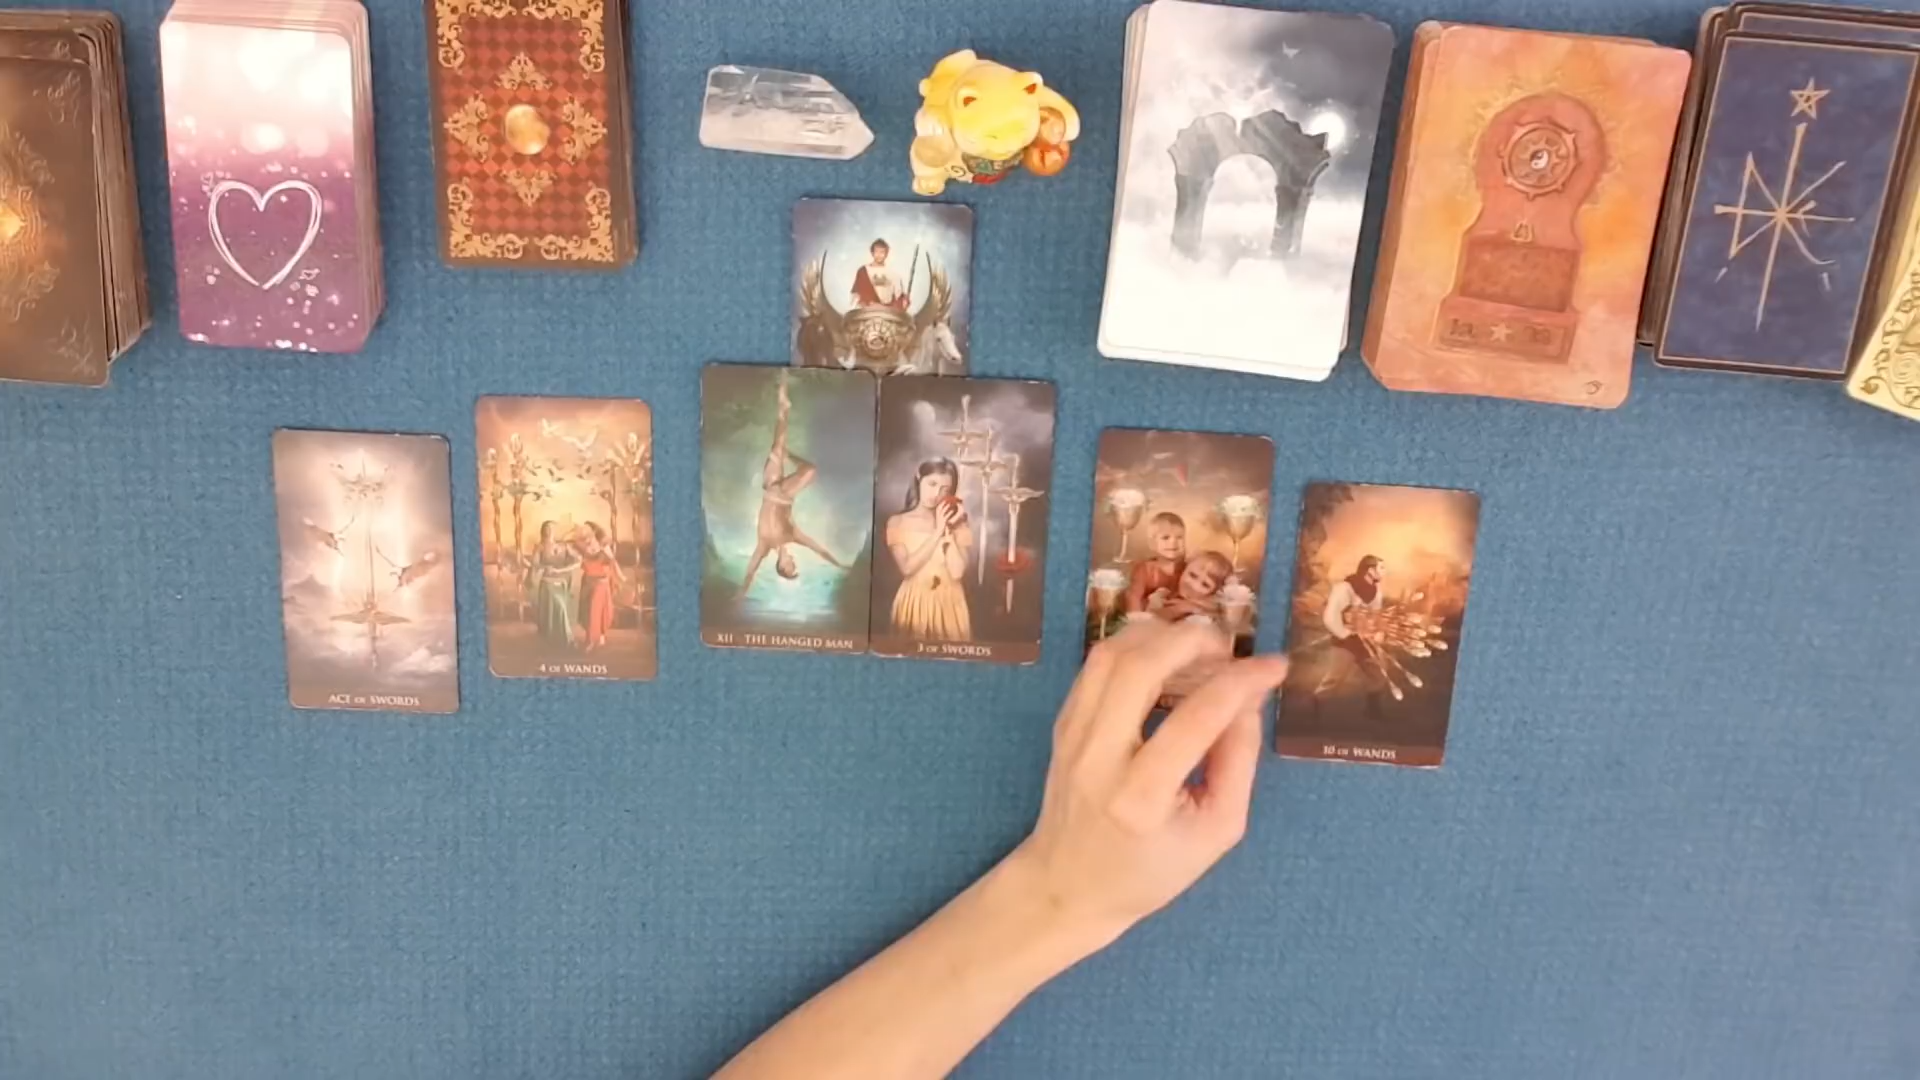 ACE OF SWORDS
4 OF WANDS
XII THE HANGED MAN
3 OF SWORDS
10 OF WANDS